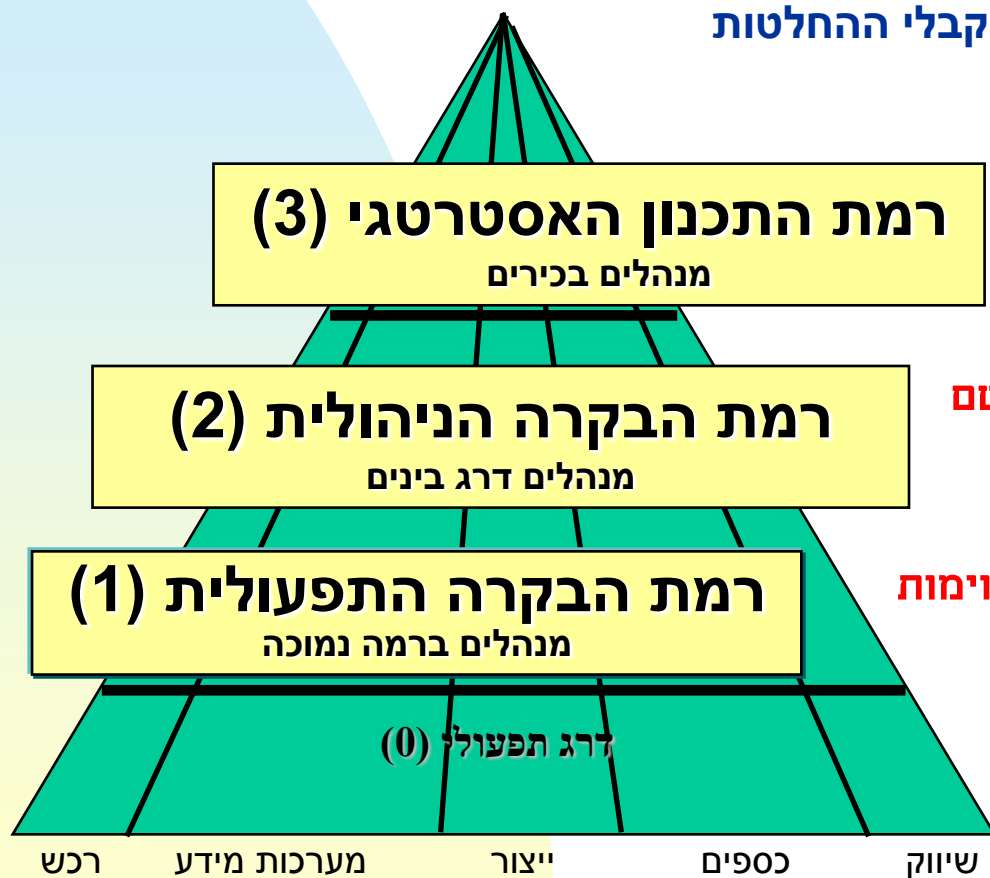 קבלי ההחלטות
רמת התכנון האסטרטגי (3)
מנהלים בכירים
רמת הבקרה הניהולית (2)
מנהלים דרג בינים
רמת הבקרה התפעולית (1)
מנהלים ברמה נמוכה
דרג תפעולי (0)
שיווק כספים ייצור מערכות מידע רכש